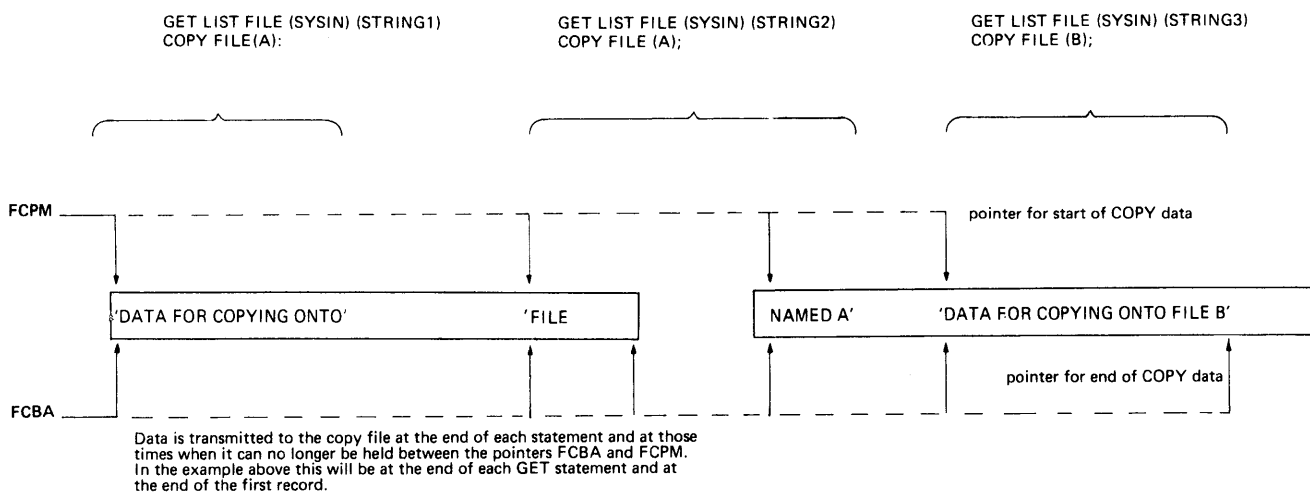 GET LIST FILE (SYSIN) (STRING1)
COPY FILE(A):
GET LIST FILE (SYSIN) (STRING2)
COPY FILE (A);
GET LIST FILE (SYSIN) (STRING3)
COPY FILE (B);
FCPM
pointer for start of COPY data
'DATA FOR COPYING ONTO' 'FILE
NAMED A' 'DATA FOR COPYING ONTO FILE B'
pointer for end of COPY data
FCBA
Data is transmitted to the copy file at the end of each statement and at those
times when it can no longer be held between the pointers FCBA and FCPM.
In the example above this will be at the end of each GET statement and at
the end of the first record.